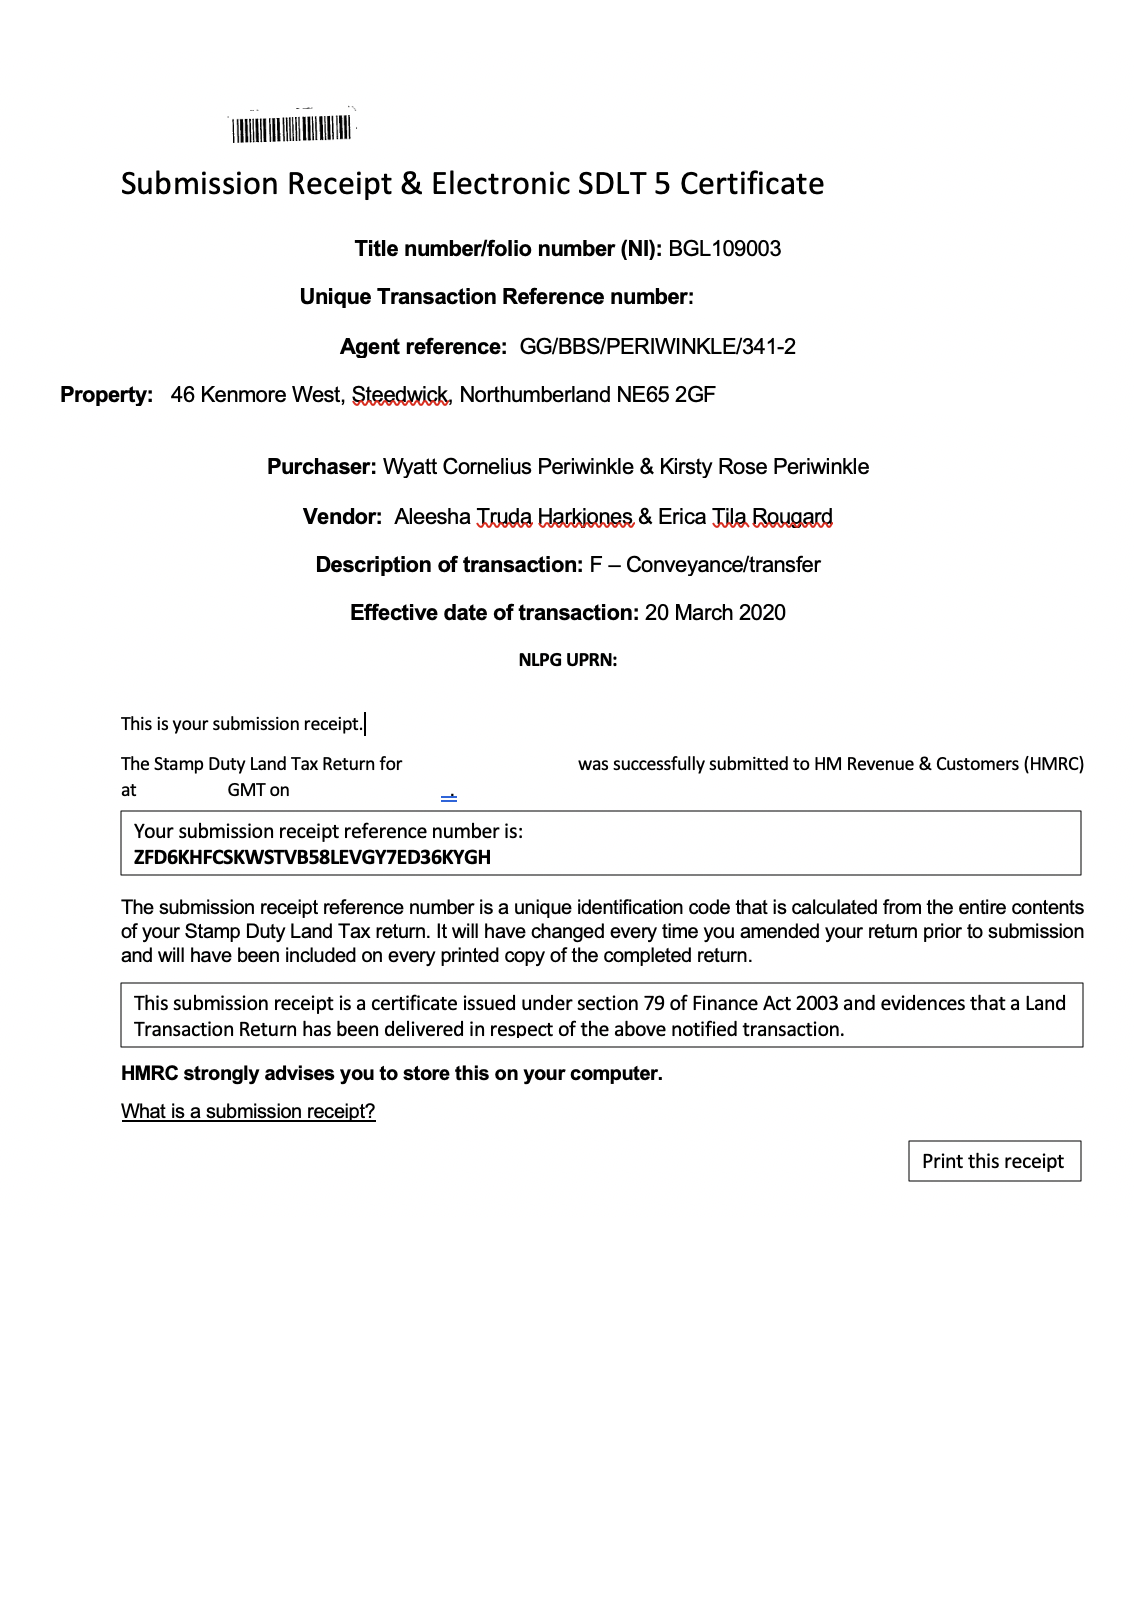 Submission Receipt & Electronic SDLT 5 Certificate
Title number/folio number (NI): BGL109003
Unique Transaction Reference number:
Agent reference: GG/BBS/PERIWINKLE/341-2
Property: 46 Kenmore West, Steedwick, Northumberland NE65 2GF
Purchaser: Wyatt Cornelius Periwinkle & Kirsty Rose Periwinkle
Vendor: Aleesha Truda Harkjones & Erica Tila Rougard
Description of transaction: F – Conveyance/transfer
Effective date of transaction: 20 March 2020
NLPG UPRN:
This is your submission receipt.
The Stamp Duty Land Tax Return for was successfully submitted to HM Revenue & Customers (HMRC)
at GMT on .
Your submission receipt reference number is:
ZFD6KHFCSKWSTVB58LEVGY7ED36KYGH
The submission receipt reference number is a unique identification code that is calculated from the entire contents
of your Stamp Duty Land Tax return. It will have changed every time you amended your return prior to submission
and will have been included on every printed copy of the completed return.
This submission receipt is a certificate issued under section 79 of Finance Act 2003 and evidences that a Land
Transaction Return has been delivered in respect of the above notified transaction.
HMRC strongly advises you to store this on your computer.
What is a submission receipt?
Print this receipt